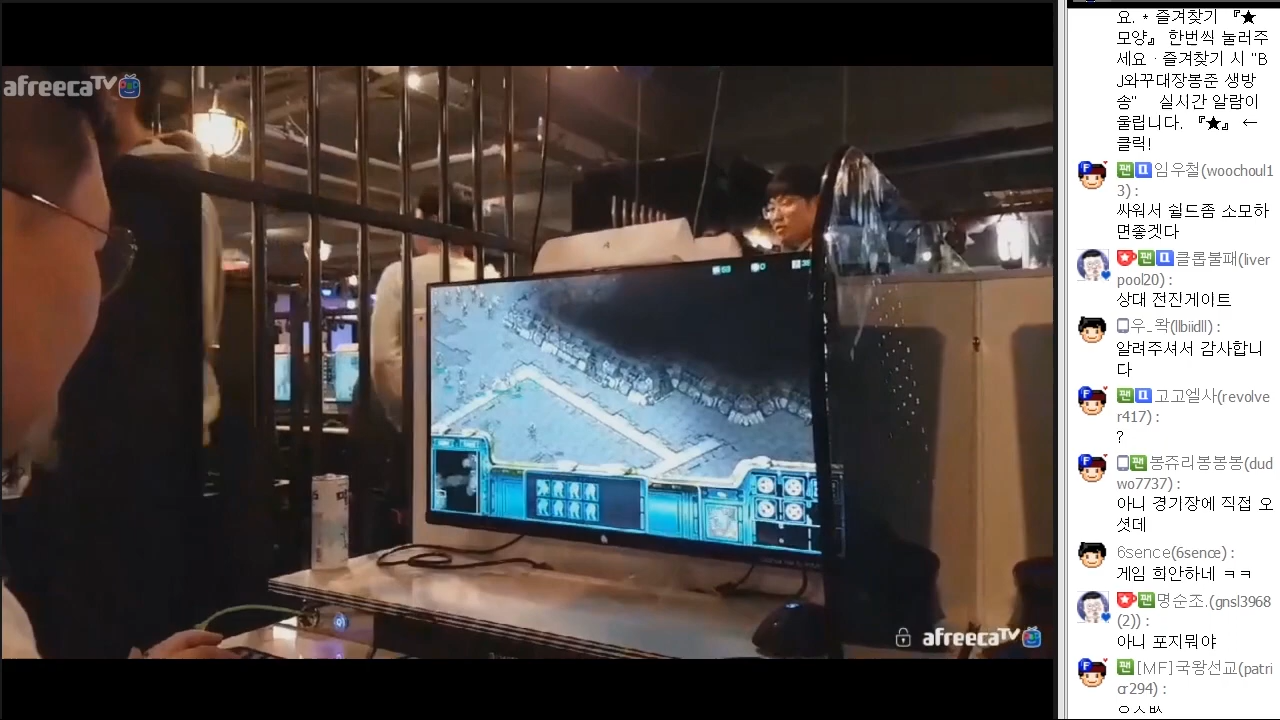 afreecaTV
afreecaTV
요. * 즐겨찾기 『★
모양』 한번씩 눌러주
세요 · 즐겨찾기 시 "B
J와꾸대장봉준 생방
송" 실시간 알람이
울립니다. 『★』 ←
클릭!
팬 임우철(woochoul1
3) :
싸워서 쉴드좀 소모하
면좋겟다
팬 클롭불패(liver
pool20) :
상대 전진게이트
우_왁(llbiidll) :
알려주셔서 감사합니
다
팬 고고엘사(revolve
r417) :
?
팬 봉쥬리봉봉봉(dud
wo7737) :
아니 경기장에 직접 오
셧데
6sence(6sence) :
게임 희안하네 ㅋㅋ
팬 명순조.(gnsl3968
(2)) :
아니 포지뭔야
팬 [MF]국왕선교(patri
cr294) :